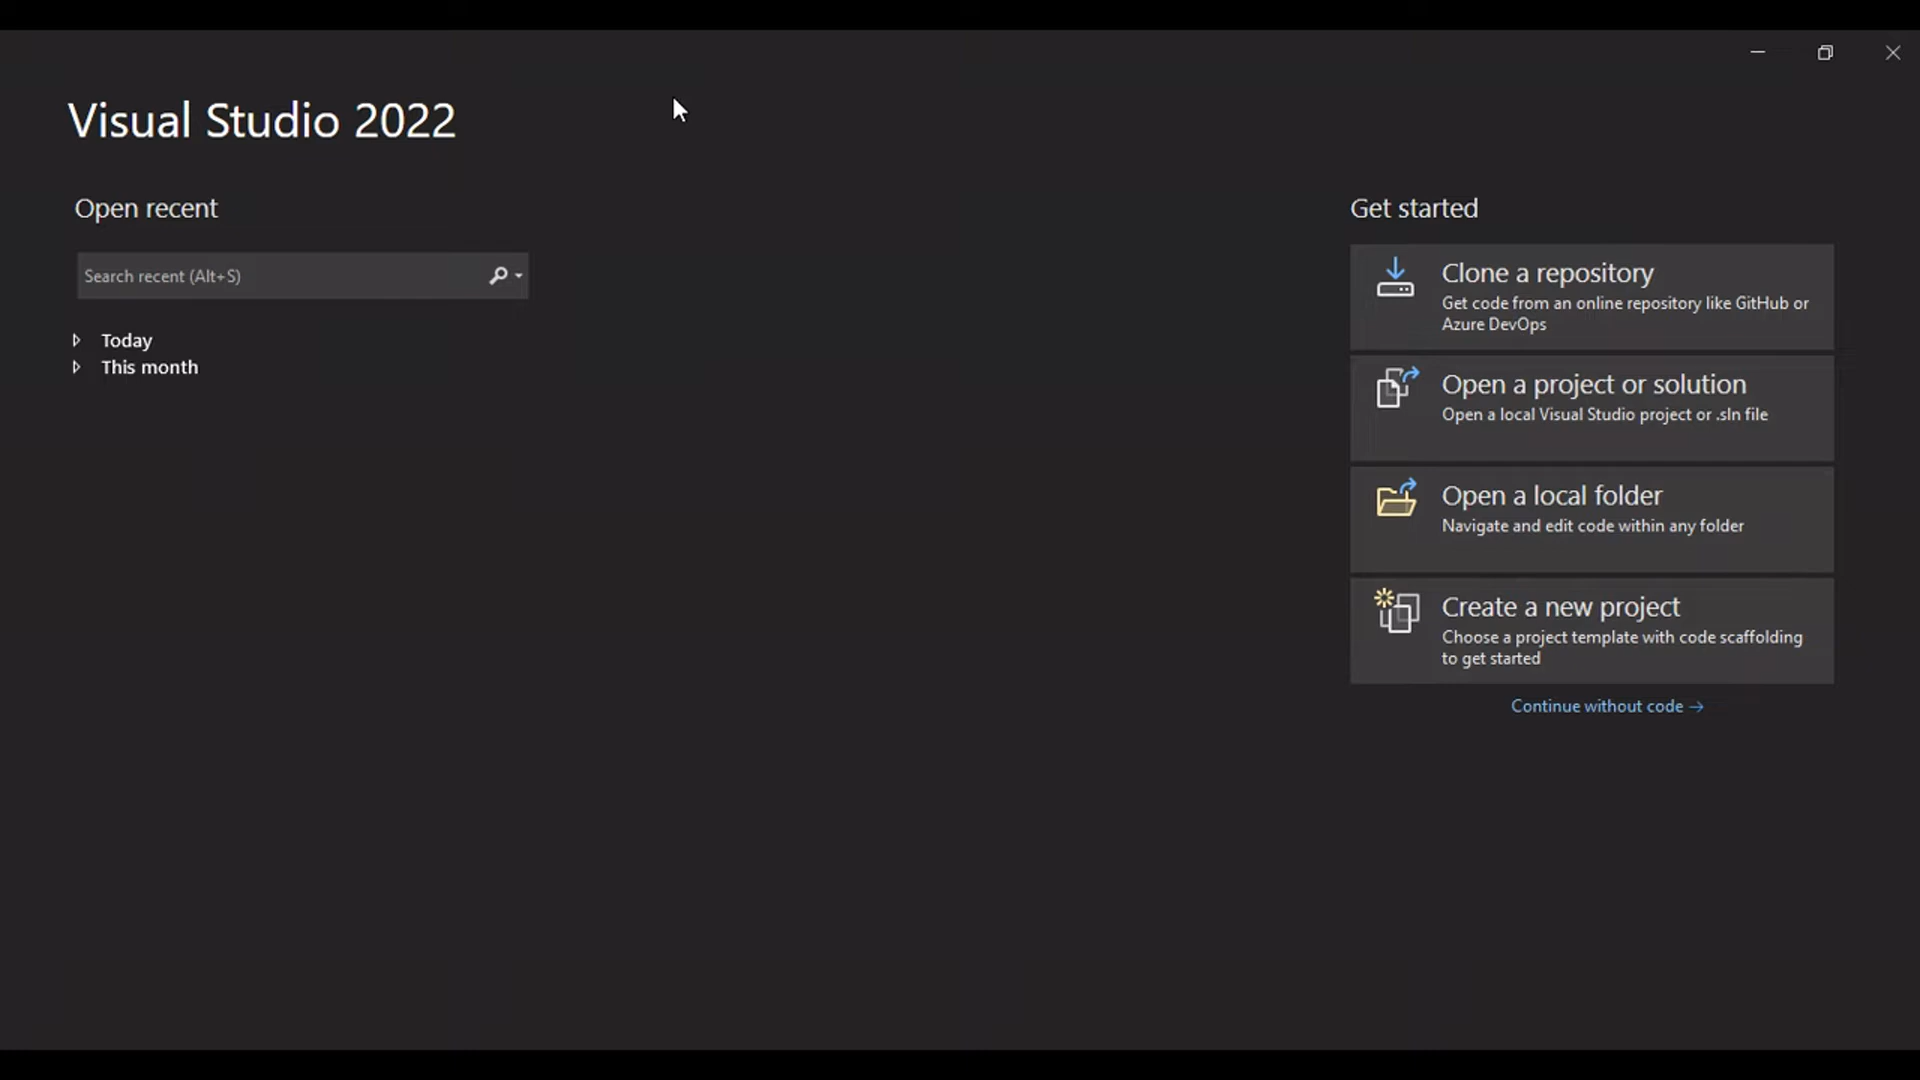 Visual Studio 2022
Open recent
Search recent (Alt+S)
Today
This month
Get started
Clone a repository
Get code from an online repository like GitHub or
Azure DevOps
Open a project or solution
Open a local Visual Studio project or .sln file
Open a local folder
Navigate and edit code within any folder
Create a new project
Choose a project template with code scaffolding
to get started
Continue without code →